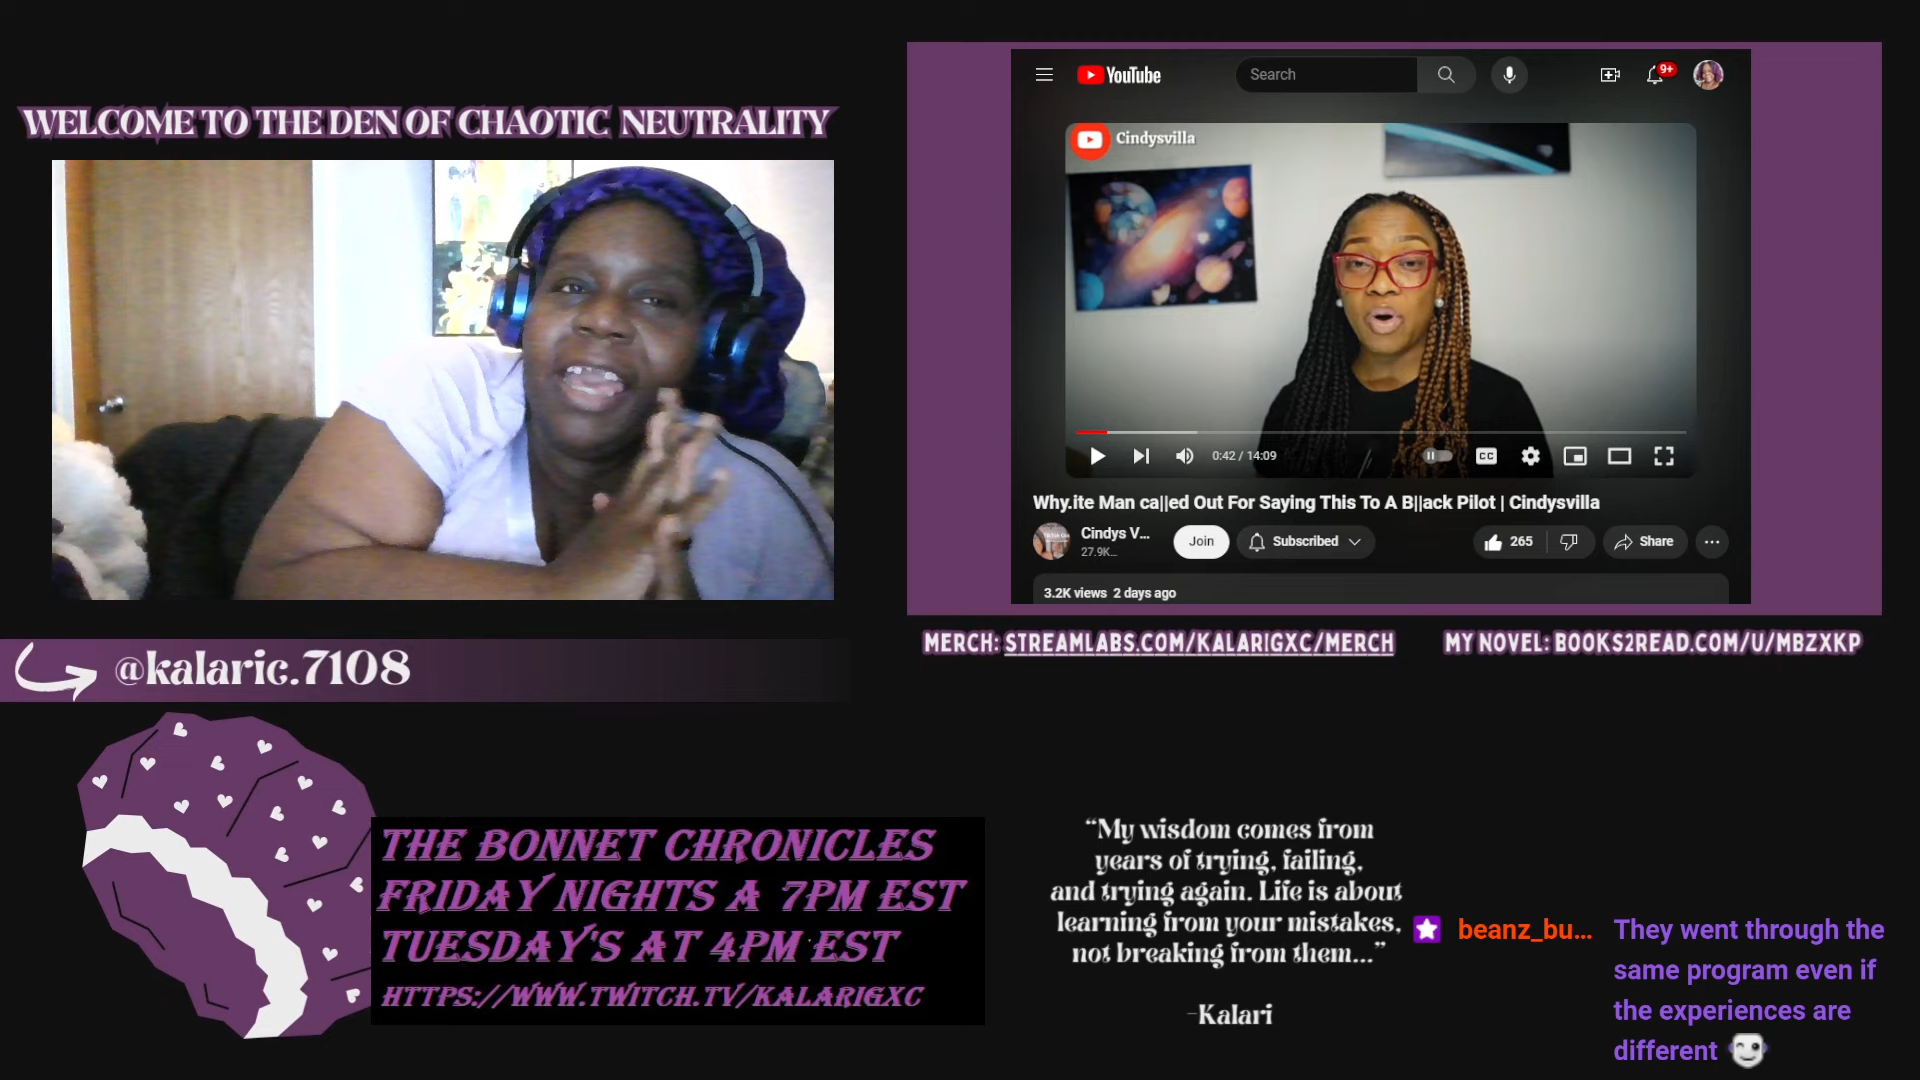 WELCOME TO THE DEN OF CHAOTIC NEUTRALITY
YouTube
Search
9+
Cindysvilla
0:42 / 14:09
CC
Why.ite Man ca||ed Out For Saying This To A B||ack Pilot | Cindysvilla
Cindys V...
27.9K...
Join
Subscribed
265
Share
3.2K views 2 days ago
MERCH: STREAMLABS.COM/KALARIGXC/MERCH
MY NOVEL: BOOKS2READ.COM/U/MBZXKP
@kalaric.7108
THE BONNET CHRONICLES
FRIDAY NIGHTS A 7PM EST
TUESDAY'S AT 4PM EST
HTTPS://WWW.TWITCH.TV/KALARIGXC
“My wisdom comes from
years of trying, failing,
and trying again. Life is about
learning from your mistakes,
not breaking from them...”
-Kalari
beanz_bu... They went through the
same program even if
the experiences are
different